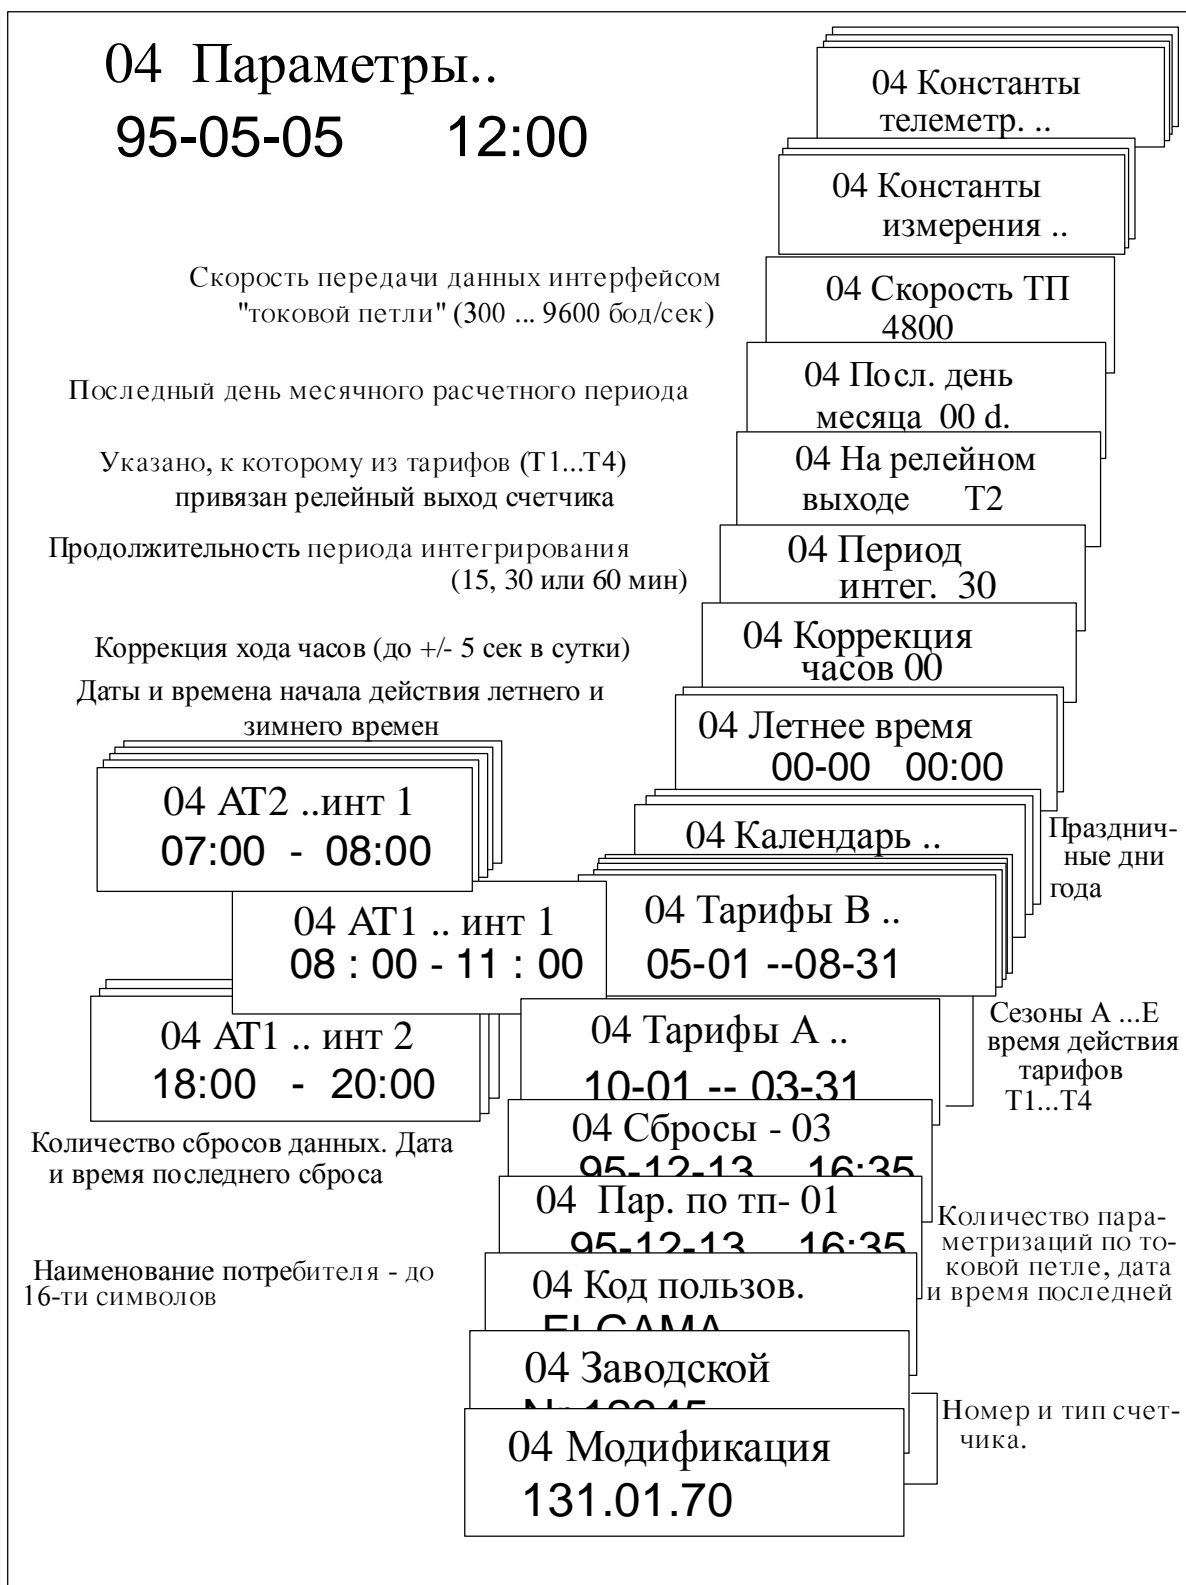 04 Параметры..
95-05-05 12:00
04 Константы
телеметр. ..
04 Константы
измерения ..
Скорость передачи данных интерфейсом
"токовой петли" (300 ... 9600 бод/сек)
04 Скорость ТП
4800
Последный день месячного расчетного периода
04 Посл. день
месяца 00 d.
Указано, к которому из тарифов (Т1...Т4)
привязан релейный выход счетчика
04 На релейном
выходе Т2
Продолжительность периода интегрирования
(15, 30 или 60 мин)
04 Период
интег. 30
Коррекция хода часов (до +/- 5 сек в сутки)
04 Коррекция
часов 00
Даты и времена начала действия летнего и
зимнего времен
04 Летнее время
00-00 00:00
04 АТ2 ..инт 1
07:00 - 08:00
04 Календарь ..
Празднич-
ные дни
года
04 АТ1 .. инт 1
08 : 00 - 11 : 00
04 Тарифы В ..
05-01 --08-31
04 АТ1 .. инт 2
18:00 - 20:00
04 Тарифы А ..
10-01 -- 03-31
Сезоны А ...Е
время действия
тарифов
Т1...Т4
Количество сбросов данных. Дата
и время последнего сброса
04 Сбросы - 03
95-12-13 16:35
04 Пар. по тп- 01
95-12-13 16:35
Количество пара-
метризаций по то-
ковой петле, дата
и время последней
Наименование потребителя - до
16-ти символов
04 Код пользов.
ELGAMA
04 Заводской
Nr 12345
Номер и тип счет-
чика.
04 Модификация
131.01.70